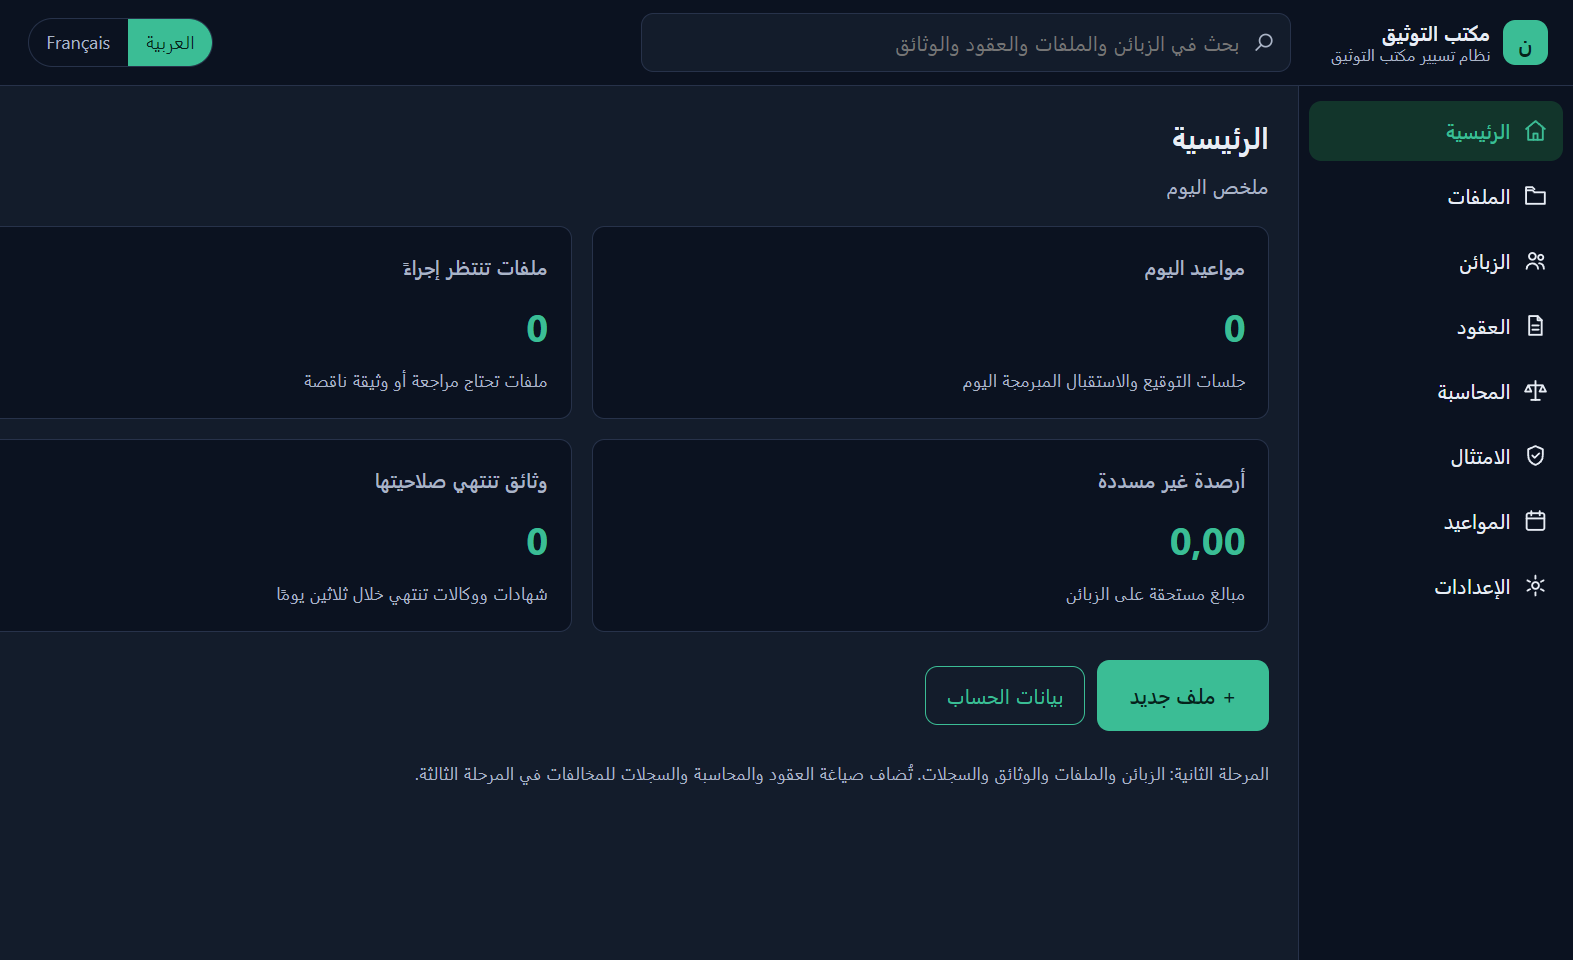 ن
مكتب التوثيق
نظام تسيير مكتب التوثيق
بحث في الزبائن والملفات والعقود والوثائق
العربية
Français
الرئيسية
الملفات
الزبائن
العقود
المحاسبة
الامتثال
المواعيد
الإعدادات
الرئيسية
ملخص اليوم
مواعيد اليوم
0
جلسات التوقيع والاستقبال المبرمجة اليوم
ملفات تنتظر إجراءً
0
ملفات تحتاج مراجعة أو وثيقة ناقصة
أرصدة غير مسددة
0,00
مبالغ مستحقة على الزبائن
وثائق تنتهي صلاحيتها
0
شهادات ووكالات تنتهي خلال ثلاثين يومًا
+ ملف جديد
بيانات الحساب
المرحلة الثانية: الزبائن والملفات والوثائق والسجلات. تُضاف صياغة العقود والمحاسبة والسجلات للمخالفات في المرحلة الثالثة.